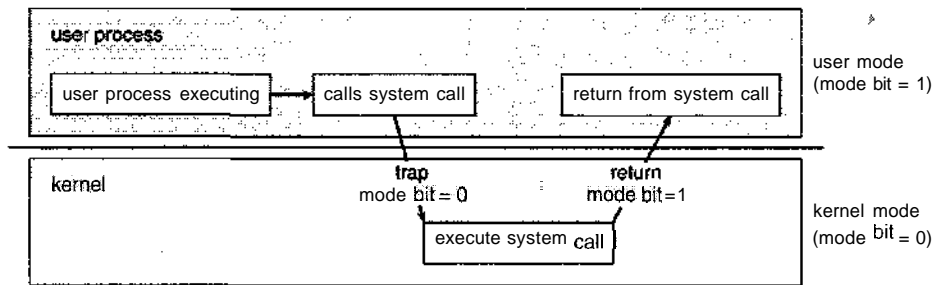 user process
user process executing
calls system call
return from system call
user mode
(mode bit = 1)
kernel
trap
mode bit = 0
return
mode bit=1
execute system call
kernel mode
(mode bit = 0)